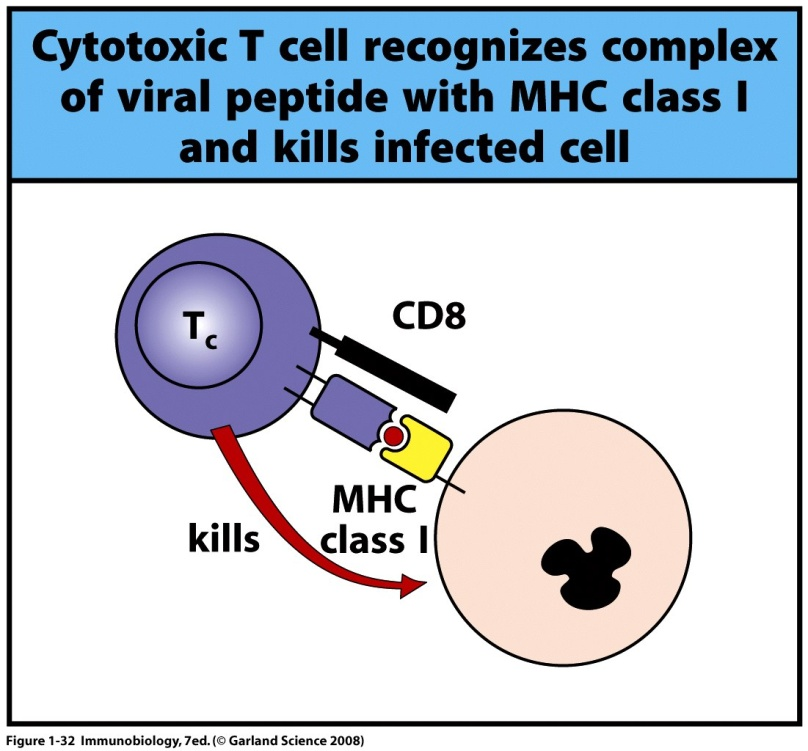 Cytotoxic T cell recognizes complex
of viral peptide with MHC class I
and kills infected cell
Tc
CD8
MHC
class I
kills
Figure 1-32 Immunobiology, 7ed. (© Garland Science 2008)